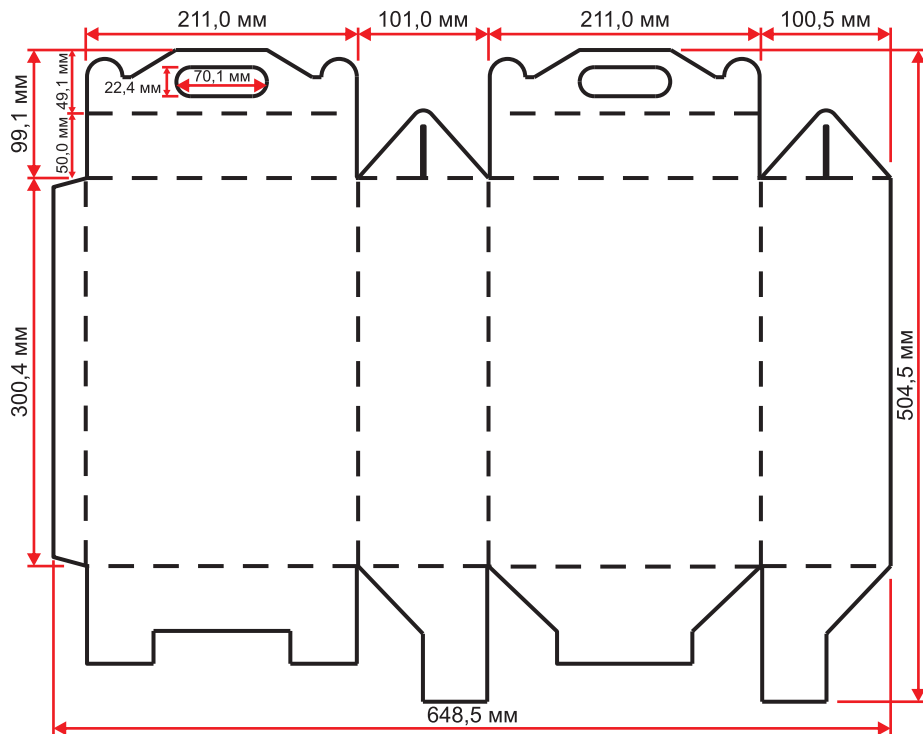 211,0 мм
101,0 мм
211,0 мм
100,5 мм
99,1 мм
49,1 мм
50,0 мм
22,4 мм
70,1 мм
300,4 мм
504,5 мм
648,5 мм